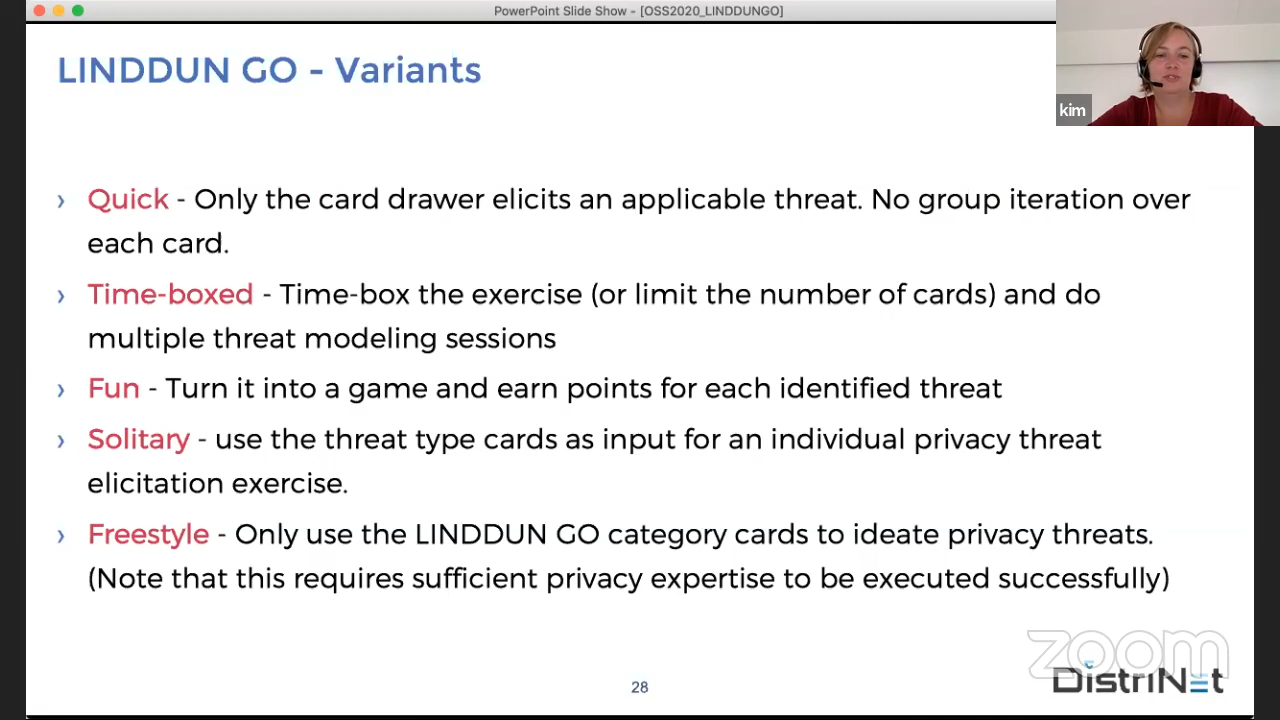 PowerPoint Slide Show - [OSS2020_LINDDUNGO]
LINDDUN GO - Variants
kim
› Quick - Only the card drawer elicits an applicable threat. No group iteration over
each card.
› Time-boxed - Time-box the exercise (or limit the number of cards) and do
multiple threat modeling sessions
› Fun - Turn it into a game and earn points for each identified threat
› Solitary - use the threat type cards as input for an individual privacy threat
elicitation exercise.
› Freestyle - Only use the LINDDUN GO category cards to ideate privacy threats.
(Note that this requires sufficient privacy expertise to be executed successfully)
zoom
DistriNet
28